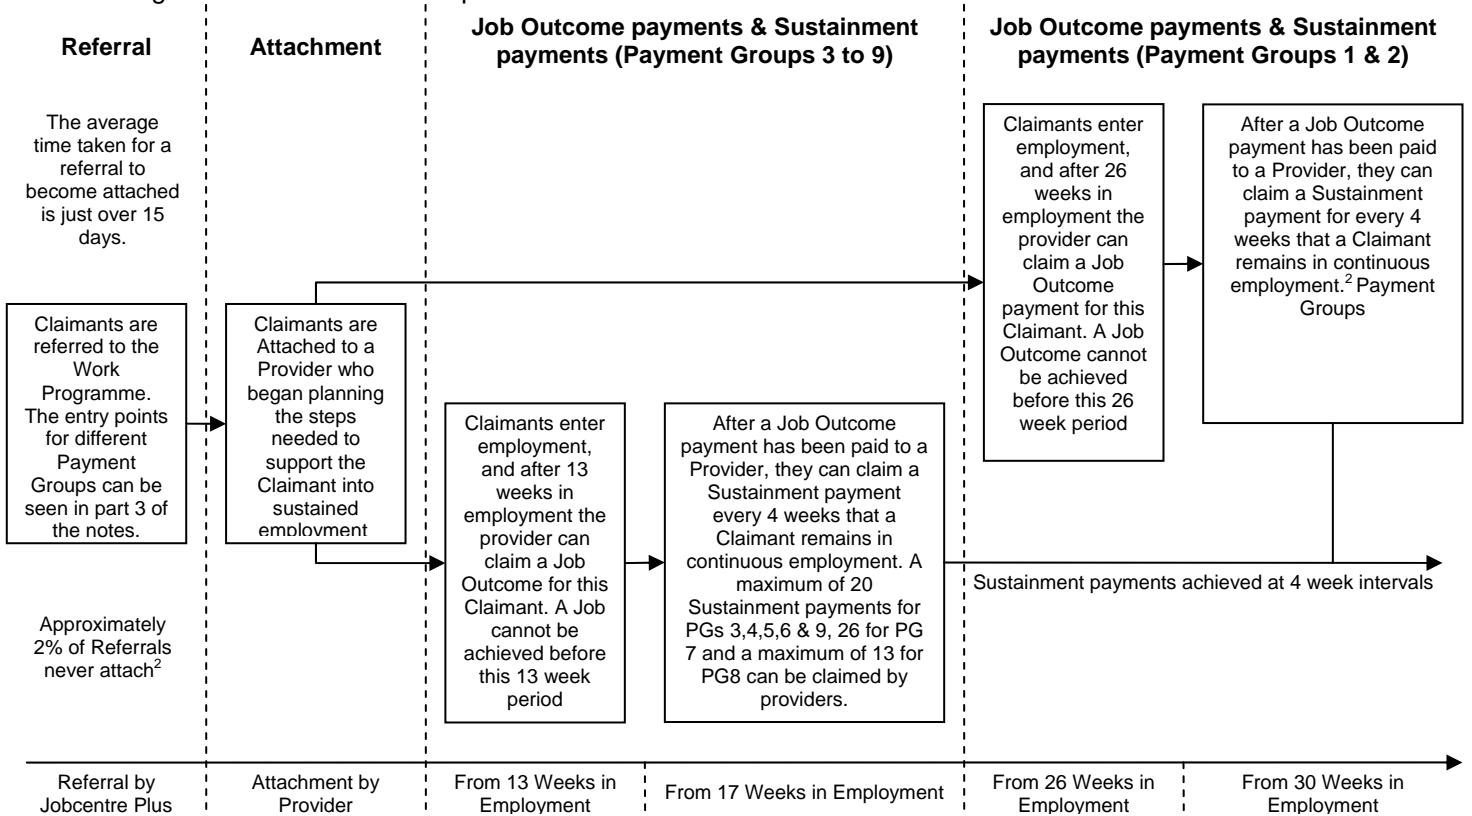 Referral
Attachment
Job Outcome payments & Sustainment
payments (Payment Groups 3 to 9)
Job Outcome payments & Sustainment
payments (Payment Groups 1 & 2)
The average
time taken for a
referral to
become attached
is just over 15
days.
Claimants are
referred to the
Work
Programme.
The entry points
for different
Payment
Groups can be
seen in part 3 of
the notes.
Approximately
2% of Referrals
never attach2
Claimants are
Attached to a
Provider who
began planning
the steps
needed to
support the
Claimant into
sustained
employment
Claimants enter
employment,
and after 13
weeks in
employment the
provider can
claim a Job
Outcome for this
Claimant. A Job
cannot be
achieved before
this 13 week
period
After a Job Outcome
payment has been paid to a
Provider, they can claim a
Sustainment payment
every 4 weeks that a
Claimant remains in
continuous employment. A
maximum of 20
Sustainment payments for
PGs 3,4,5,6 & 9, 26 for PG
7 and a maximum of 13 for
PG8 can be claimed by
providers.
Claimants enter
employment,
and after 26
weeks in
employment the
provider can
claim a Job
Outcome
payment for this
Claimant. A Job
Outcome cannot
be achieved
before this 26
week period
After a Job Outcome
payment has been paid
to a Provider, they can
claim a Sustainment
payment for every 4
weeks that a Claimant
remains in continuous
employment.2 Payment
Groups
Sustainment payments achieved at 4 week intervals
Referral by
Jobcentre Plus
Attachment by
Provider
From 13 Weeks in
Employment
From 17 Weeks in Employment
From 26 Weeks in
Employment
From 30 Weeks in
Employment